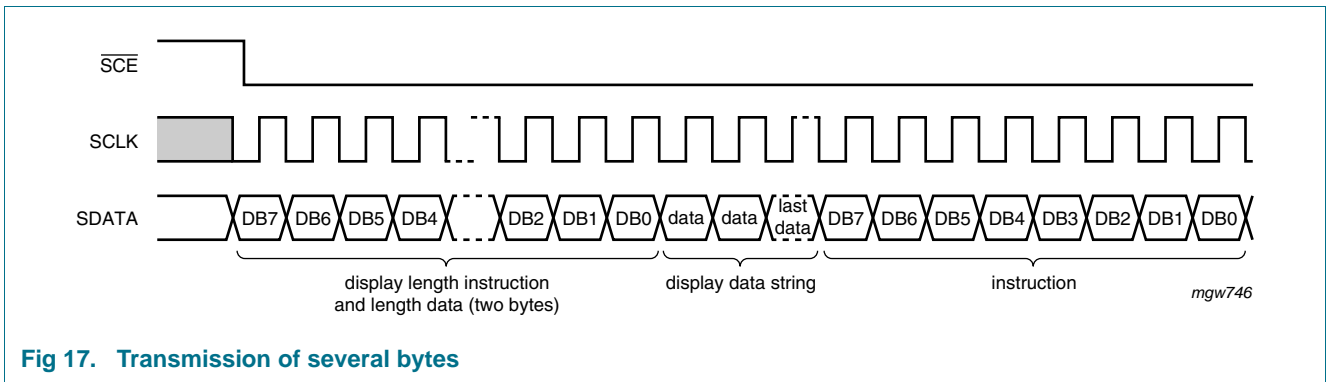 SCE
SCLK
SDATA
DB7 DB6 DB5 DB4 DB2 DB1 DB0 data data last data DB7 DB6 DB5 DB4 DB3 DB2 DB1 DB0
display length instruction
and length data (two bytes)
display data string
instruction
mgw746
Fig 17. Transmission of several bytes